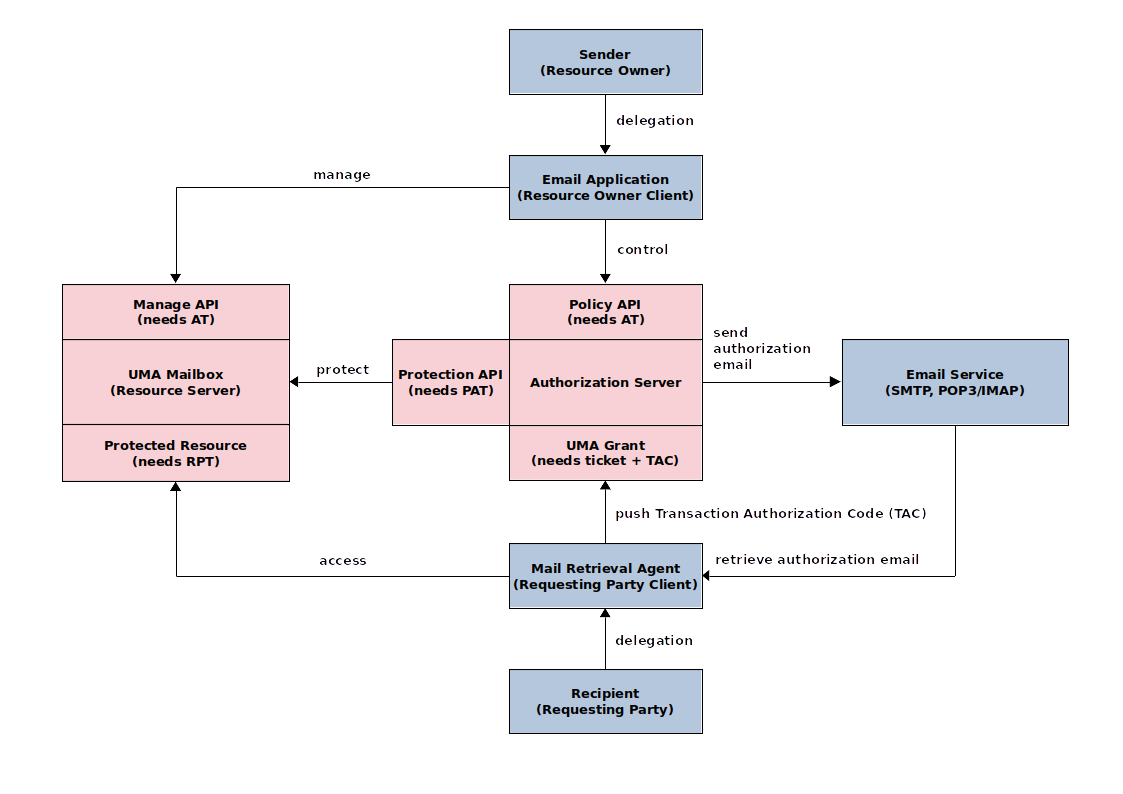 Sender
(Resource Owner)
delegation
Email Application
(Resource Owner Client)
manage
control
Manage API
(needs AT)
UMA Mailbox
(Resource Server)
Protected Resource
(needs RPT)
protect
Protection API
(needs PAT)
Policy API
(needs AT)
Authorization Server
UMA Grant
(needs ticket + TAC)
send
authorization
email
Email Service
(SMTP, POP3/IMAP)
push Transaction Authorization Code (TAC)
retrieve authorization email
access
Mail Retrieval Agent
(Requesting Party Client)
delegation
Recipient
(Requesting Party)